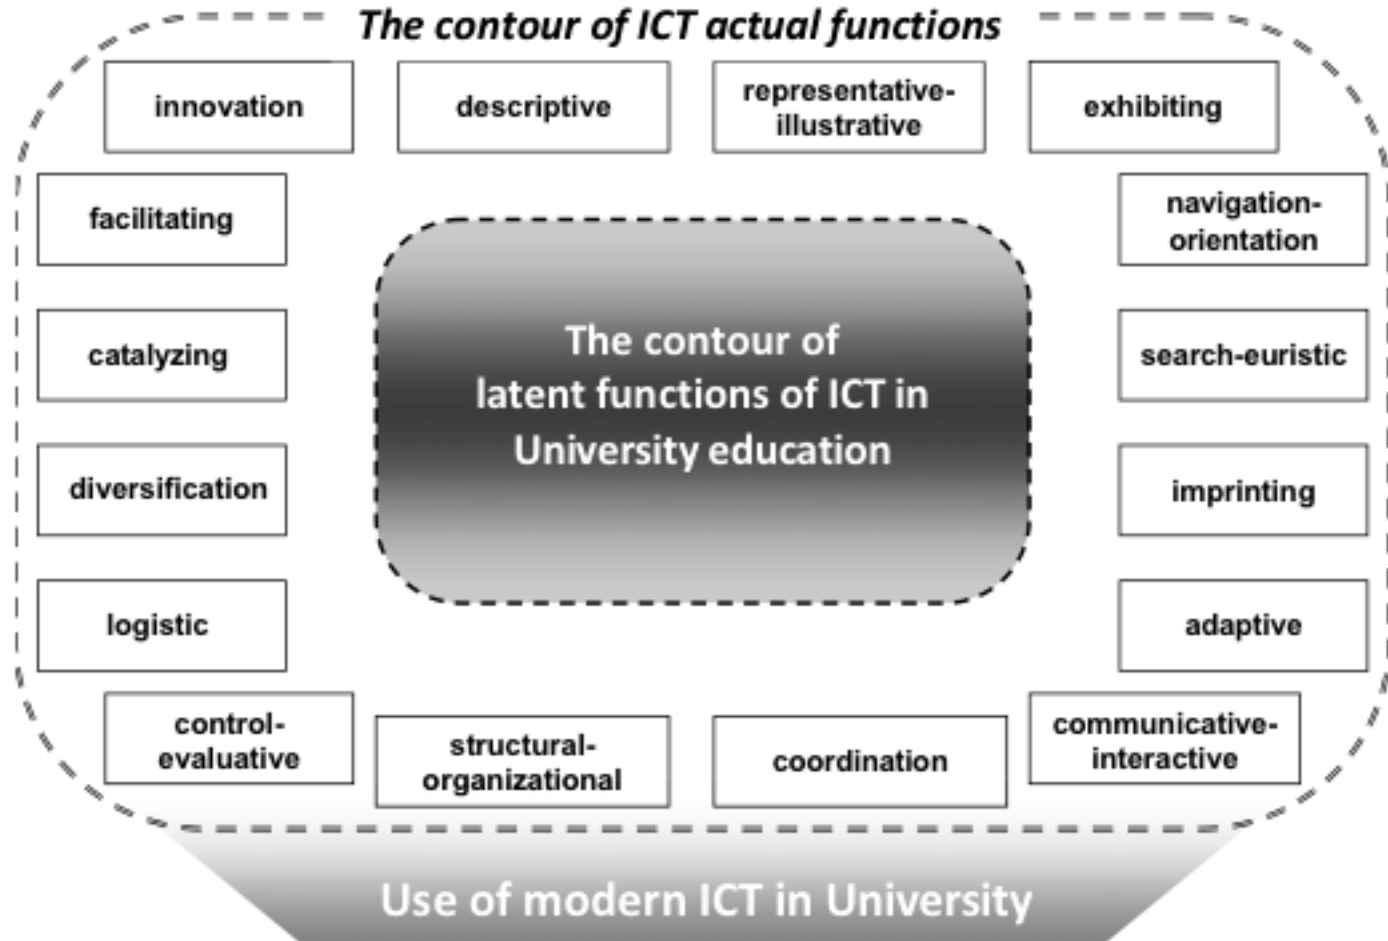 The contour of ICT actual functions
innovation
descriptive
representative-
illustrative
exhibiting
facilitating
navigation-
orientation
catalyzing
The contour of
latent functions of ICT in
University education
search-euristic
diversification
imprinting
logistic
adaptive
control-
evaluative
structural-
organizational
coordination
communicative-
interactive
Use of modern ICT in University